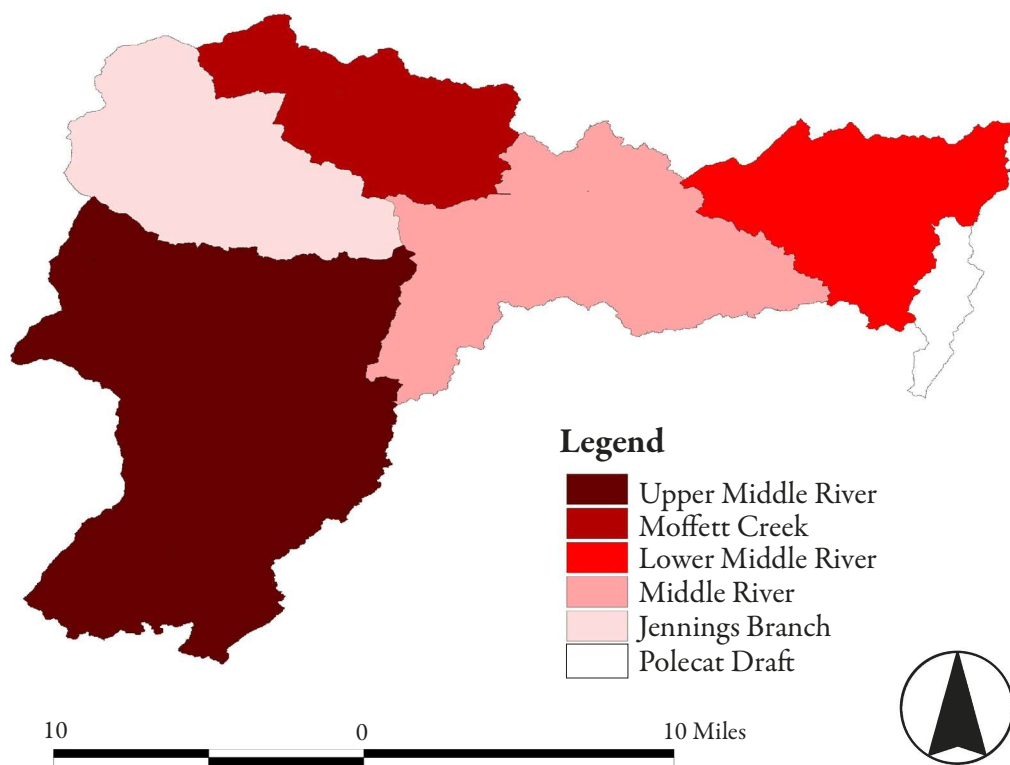 Legend
Upper Middle River
Moffett Creek
Lower Middle River
Middle River
Jennings Branch
Polecat Draft
10 0 10 Miles